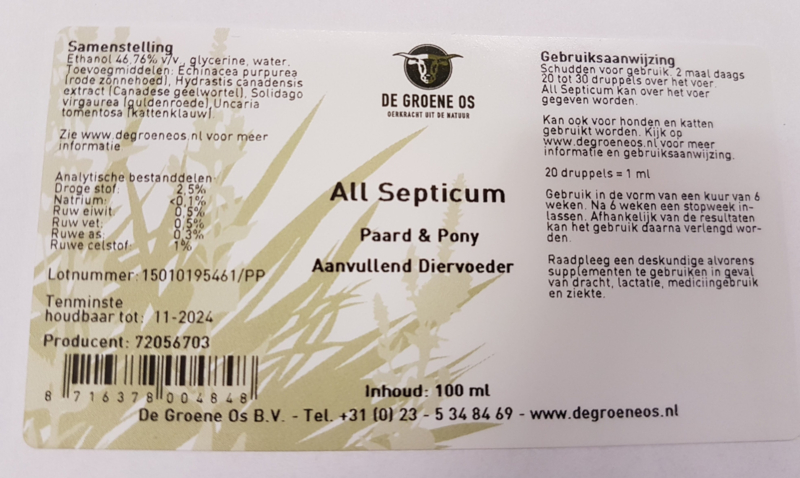 Samenstelling
Ethanol 46,76% v/v , glycerine, water.
Toevoegmiddelen: Echinacea purpurea
(rode zonnehoed), Hydrastis canadensis
extract (Canadese geelwortel), Solidago
virgaurea (guldenroede),Uncaria
tomentosa (kattenklauw).
Zie www.degroeneos.nl voor meer
informatie
Analytische bestanddelen
Droge stof: 2,5%
Natrium: <0,1%
Ruw eiwit: 0,5%
Ruw vet: 0,5%
Ruwe as: 0,3%
Ruwe celstof: 1%
Lotnummer: 15010195461/PP
Tenminste
houdbaar tot: 11-2024
Producent: 72056703
8 716378 004848
DE GROENE OS
OERKRACHT UIT DE NATUUR
All Septicum
Paard & Pony
Aanvullend Diervoeder
Inhoud: 100 ml
Gebruiksaanwijzing
Schudden voor gebruik. 2 maal daags
20 tot 30 druppels over het voer.
All Septicum kan over het voer
gegeven worden.
Kan ook voor honden en katten
gebruikt worden. Kijk op
www.degroeneos.nl voor meer
informatie en gebruiksaanwijzing.
20 druppels = 1 ml
Gebruik in de vorm van een kuur van 6
weken. Na 6 weken een stopweek in-
lassen. Afhankelijk van de resultaten
kan het gebruik daarna verlengd wor-
den.
Raadpleeg een deskundige alvorens
supplementen te gebruiken in geval
van dracht, lactatie, medicijngebruik
en ziekte.
De Groene Os B.V. - Tel. +31 (0) 23 - 5 34 84 69 - www.degroeneos.nl